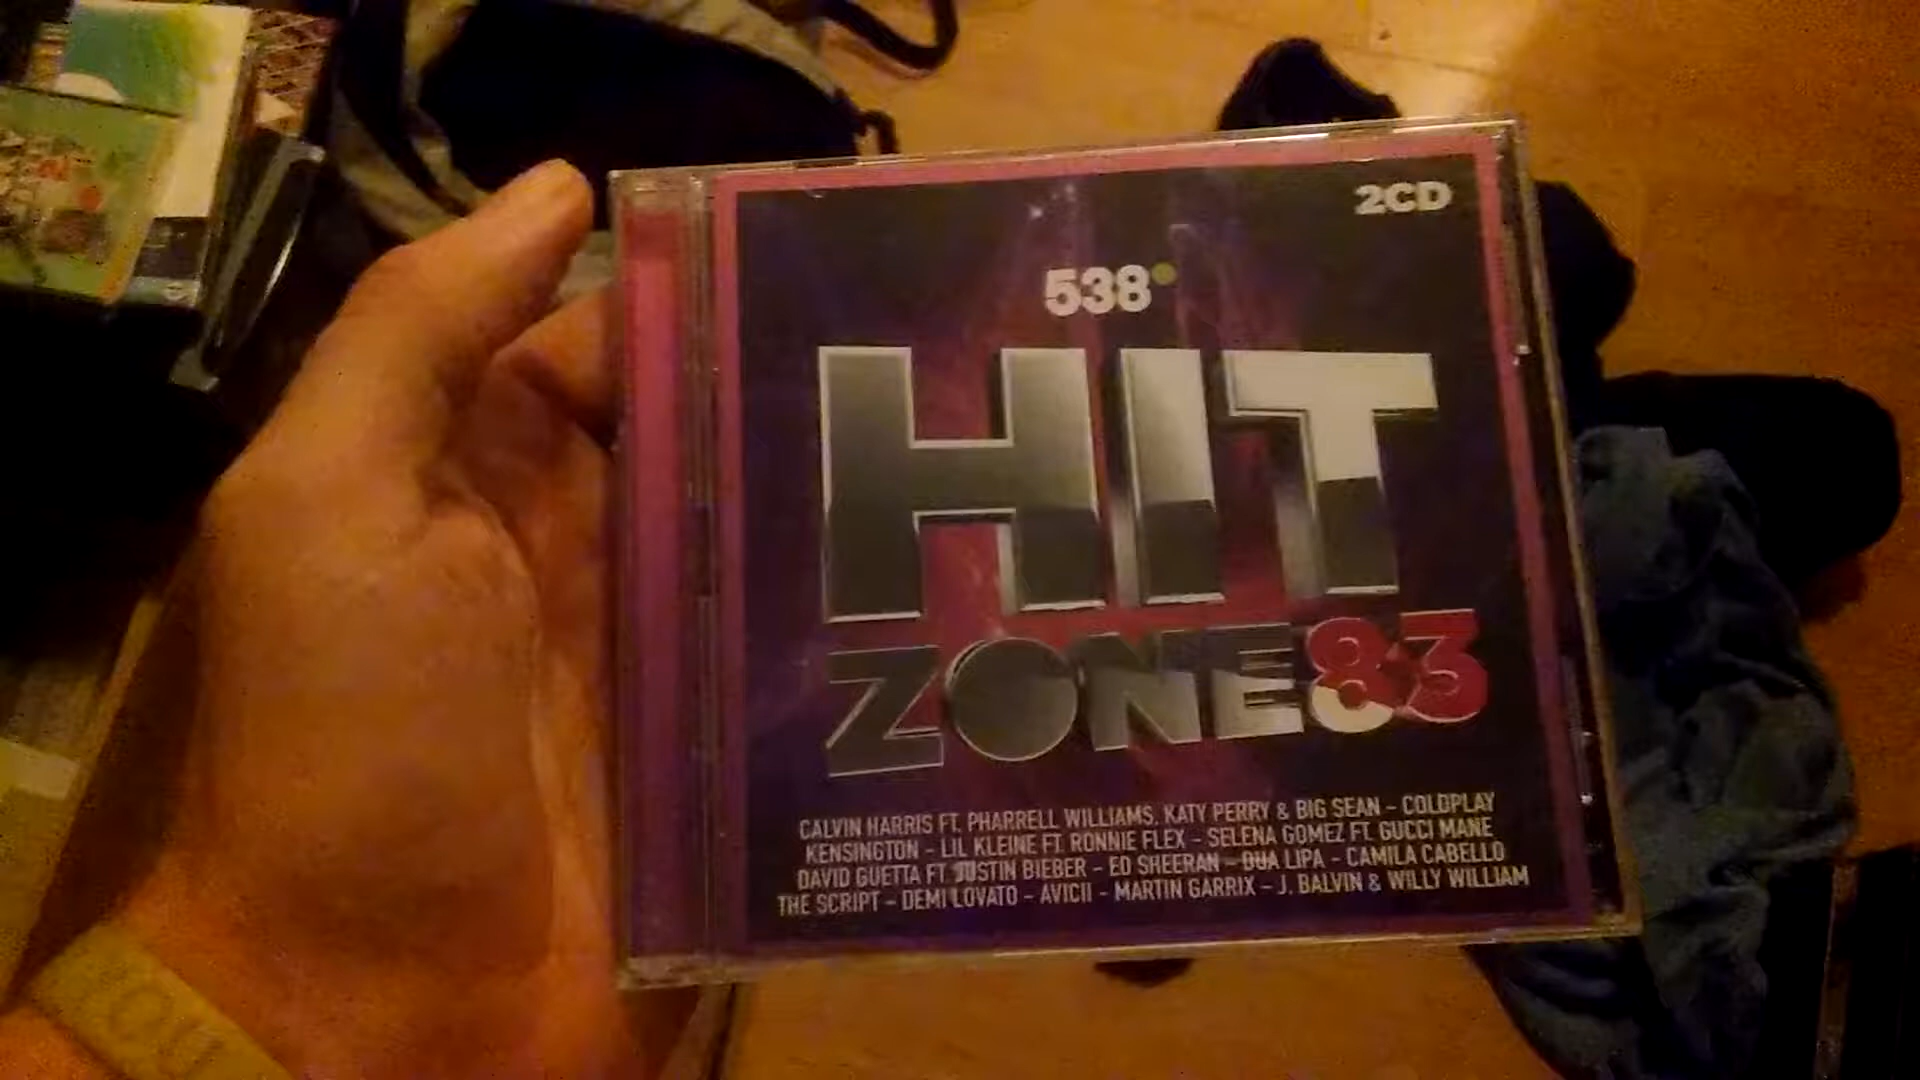 2CD
538
HIT
ZONE83
CALVIN HARRIS FT. PHARRELL WILLIAMS, KATY PERRY & BIG SEAN - COLDPLAY
KENSINGTON - LIL KLEINE FT. RONNIE FLEX - SELENA GOMEZ FT. GUCCI MANE
DAVID GUETTA FT. JUSTIN BIEBER - ED SHEERAN - DUA LIPA - CAMILA CABELLO
THE SCRIPT - DEMI LOVATO - AVICII - MARTIN GARRIX - J. BALVIN & WILLY WILLIAM